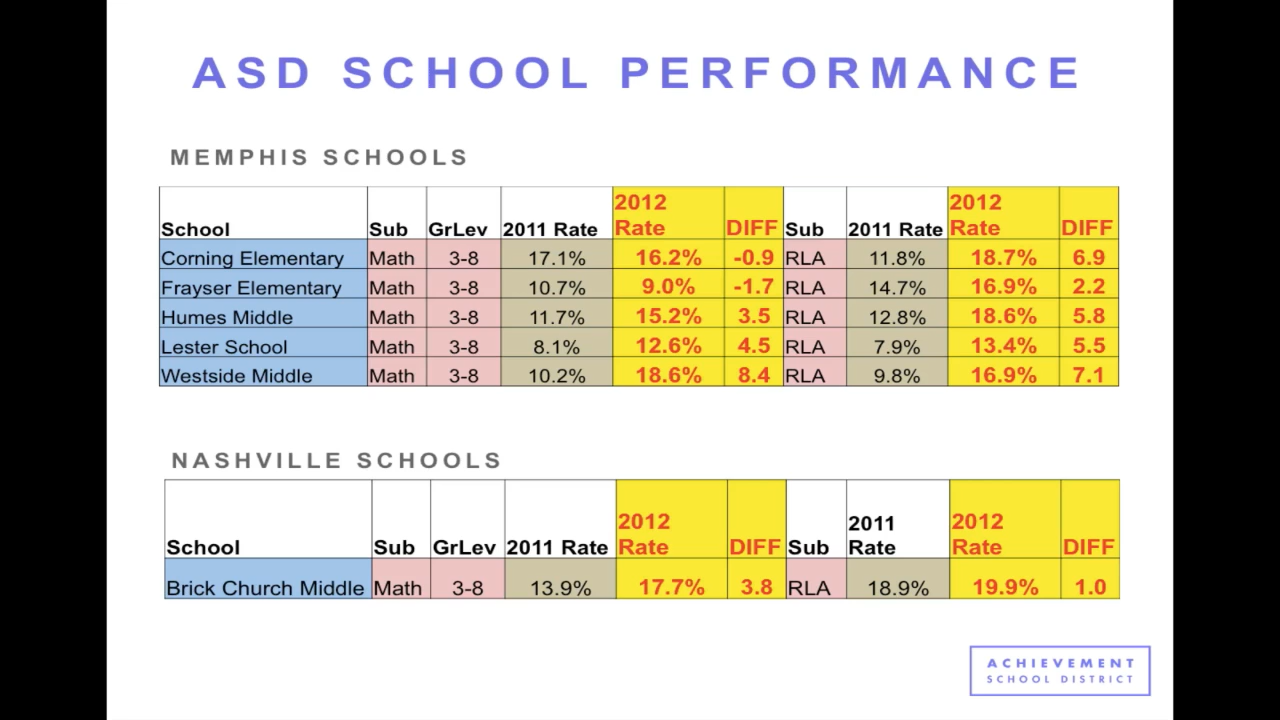 ASD SCHOOL PERFORMANCE
MEMPHIS SCHOOLS
School Sub GrLev 2011 Rate 2012 Rate DIFF Sub 2011 Rate 2012 Rate DIFF
Corning Elementary Math 3-8 17.1% 16.2% -0.9 RLA 11.8% 18.7% 6.9
Frayser Elementary Math 3-8 10.7% 9.0% -1.7 RLA 14.7% 16.9% 2.2
Humes Middle Math 3-8 11.7% 15.2% 3.5 RLA 12.8% 18.6% 5.8
Lester School Math 3-8 8.1% 12.6% 4.5 RLA 7.9% 13.4% 5.5
Westside Middle Math 3-8 10.2% 18.6% 8.4 RLA 9.8% 16.9% 7.1
NASHVILLE SCHOOLS
School Sub GrLev 2011 Rate 2012 Rate DIFF Sub 2011 Rate 2012 Rate DIFF
Brick Church Middle Math 3-8 13.9% 17.7% 3.8 RLA 18.9% 19.9% 1.0
ACHIEVEMENT
SCHOOL DISTRICT